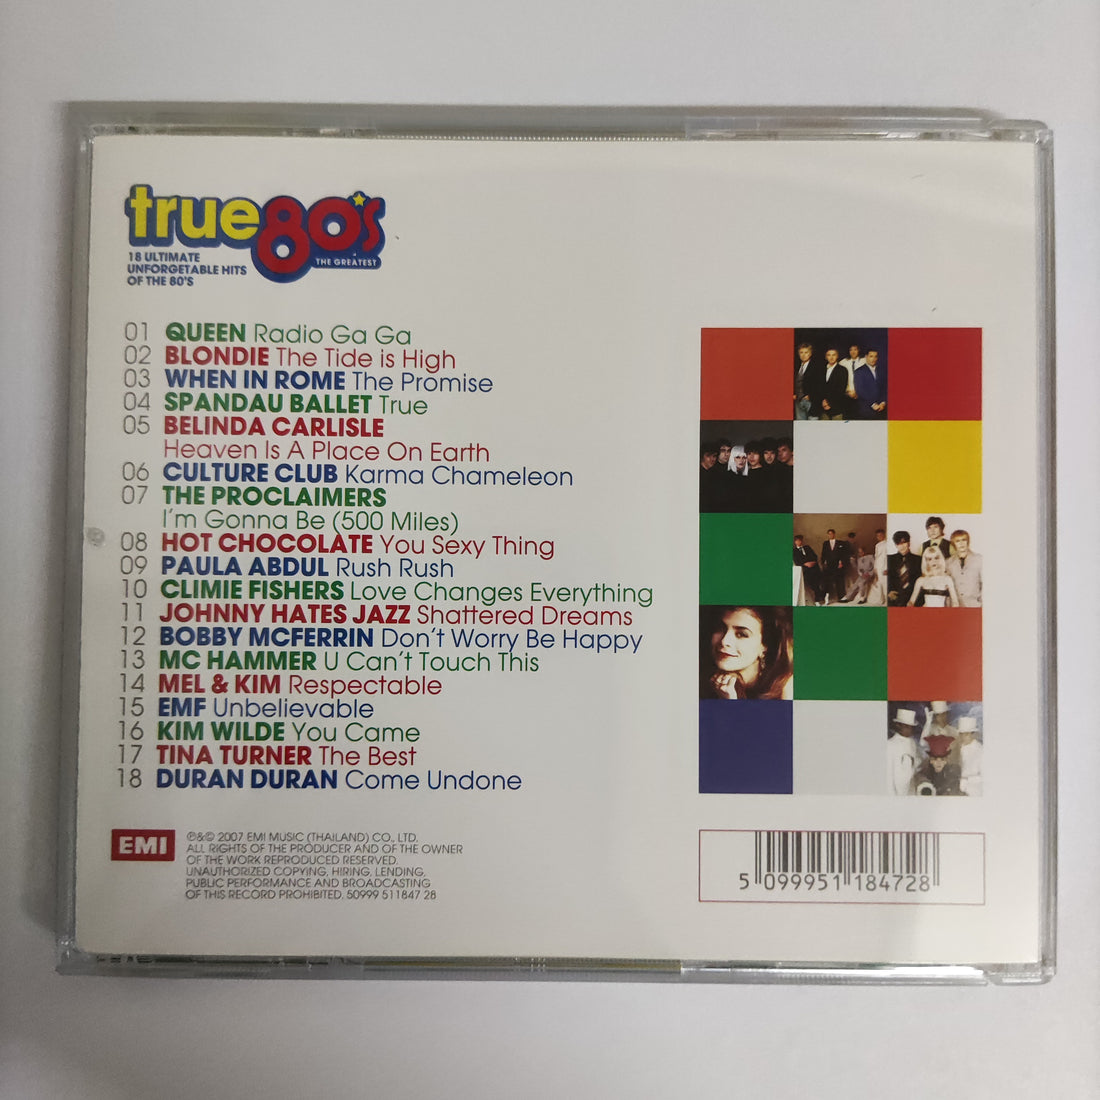 true80's
THE GREATEST
18 ULTIMATE
UNFORGETABLE HITS
OF THE 80'S
01 QUEEN Radio Ga Ga
02 BLONDIE The Tide is High
03 WHEN IN ROME The Promise
04 SPANDAU BALLET True
05 BELINDA CARLISLE
Heaven Is A Place On Earth
06 CULTURE CLUB Karma Chameleon
07 THE PROCLAIMERS
I'm Gonna Be (500 Miles)
08 HOT CHOCOLATE You Sexy Thing
09 PAULA ABDUL Rush Rush
10 CLIMIE FISHERS Love Changes Everything
11 JOHNNY HATES JAZZ Shattered Dreams
12 BOBBY MCFERRIN Don't Worry Be Happy
13 MC HAMMER U Can't Touch This
14 MEL & KIM Respectable
15 EMF Unbelievable
16 KIM WILDE You Came
17 TINA TURNER The Best
18 DURAN DURAN Come Undone
EMI
℗&© 2007 EMI MUSIC (THAILAND) CO., LTD.
ALL RIGHTS OF THE PRODUCER AND OF THE OWNER
OF THE WORK REPRODUCED RESERVED.
UNAUTHORIZED COPYING, HIRING, LENDING,
PUBLIC PERFORMANCE AND BROADCASTING
OF THIS RECORD PROHIBITED. 50999 511847 28
5 099951 184728